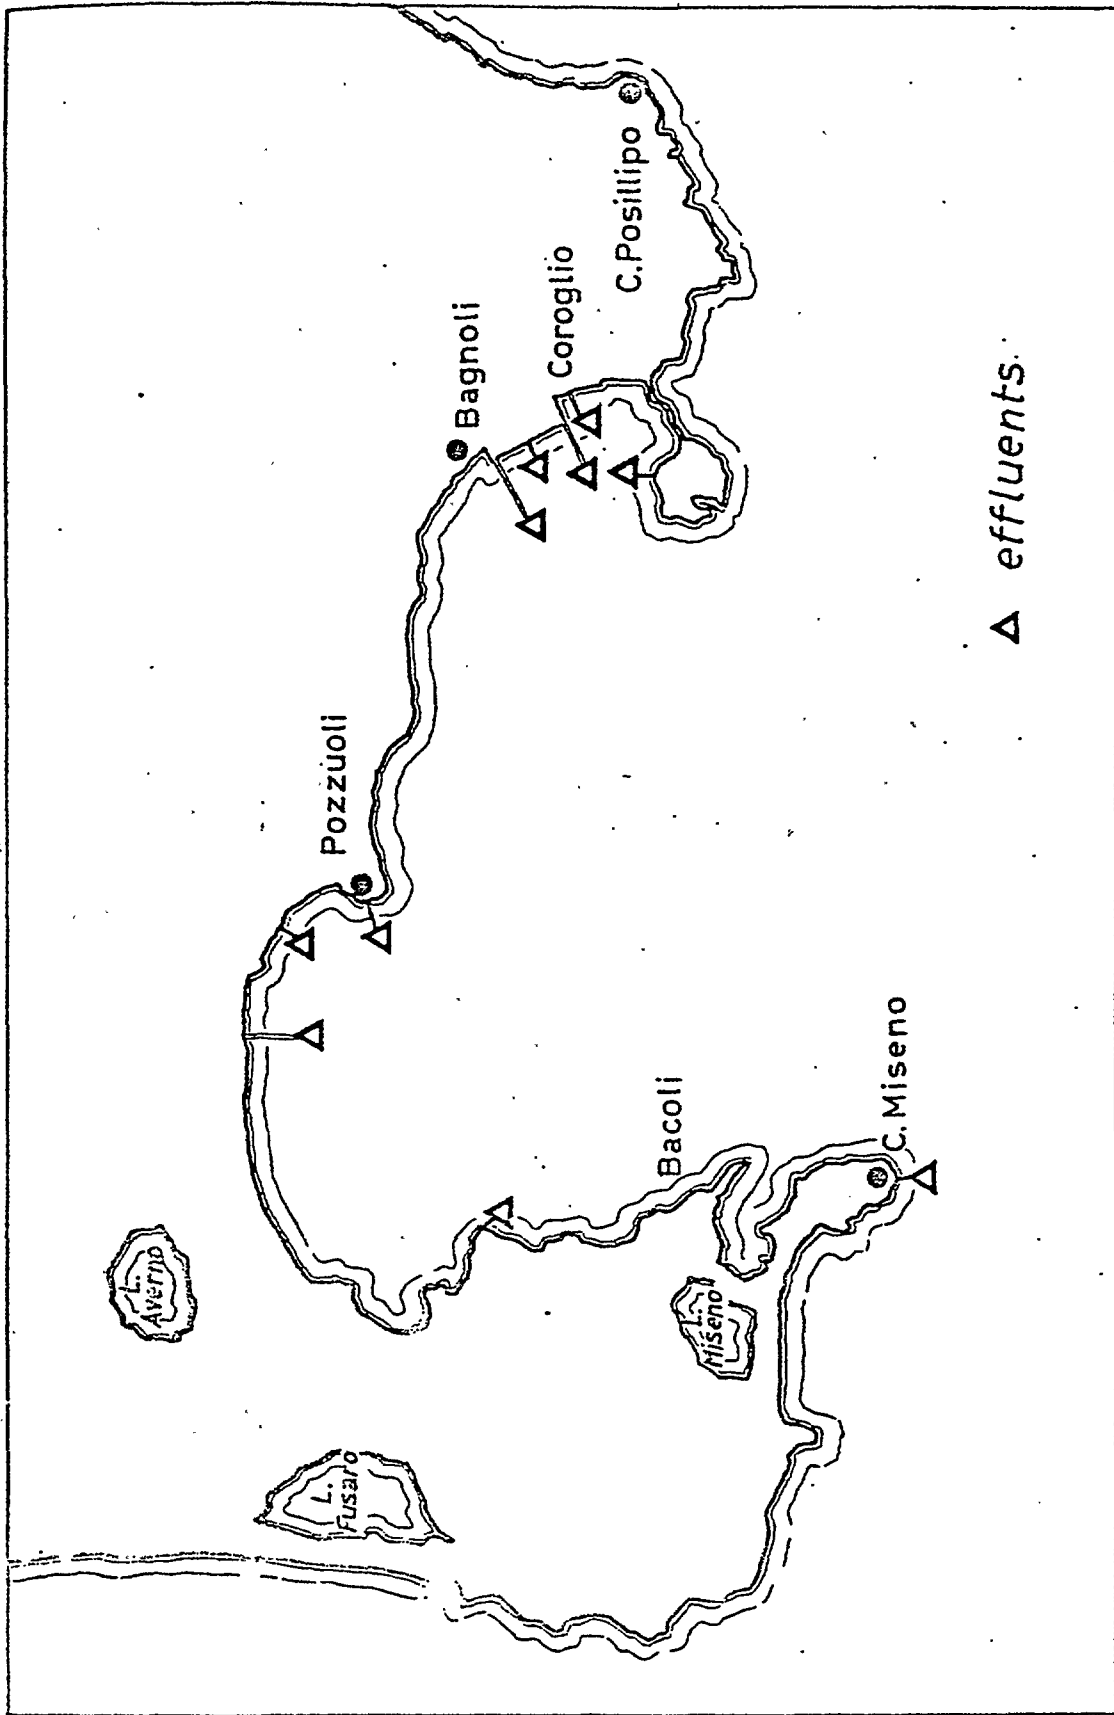 L.
Averno
L.
Fusaro
Pozzuoli
Bagnoli
Coroglio
C.Posillipo
Bacoli
L.
Miseno
C.Miseno
effluents.